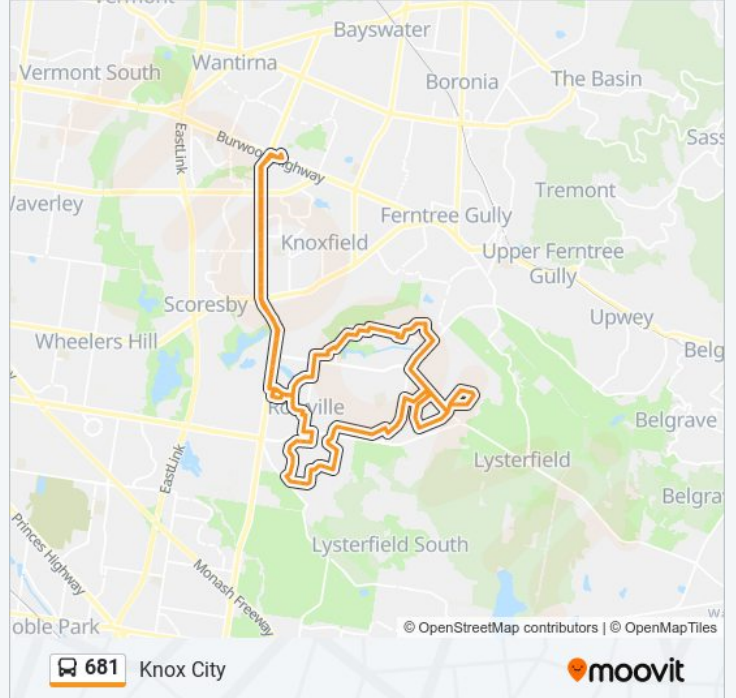 Vermont
Bayswater
Wantirna
Vermont South
Boronia
The Basin
EastLink
Burwood Highway
Sass
Tremont
Waverley
Ferntree Gully
Knoxfield
Upper Ferntree
Gully
Scoresby
Upwey
Wheelers Hill
Belg
Rowville
Belgrave
EastLink
Lysterfield
Belgra
Princes Highway
Lysterfield South
Monash Freeway
oble Park
© OpenStreetMap contributors | © OpenMapTiles
681 Knox City
moovit